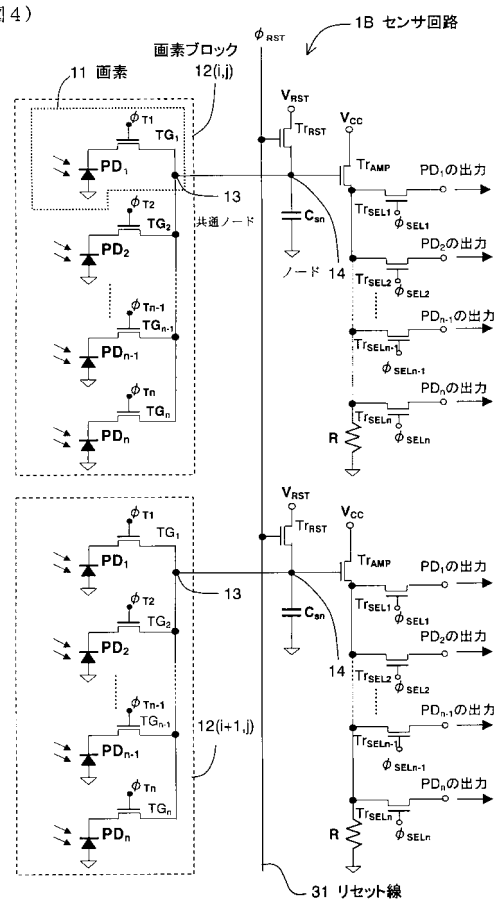 図4)
1B センサ回路
φRST
画素ブロック
12(i,j)
11 画素
φT1
TG1
PD1
13
共通ノード
φT2
TG2
PD2
φTn-1
TGn-1
PDn-1
φTn
TGn
PDn
VRST
TrRST
VCC
TrAMP
Csn
ノード 14
PD1の出力
TrSEL1
φSEL1
PD2の出力
TrSEL2
φSEL2
PDn-1の出力
TrSELn-1
φSELn-1
PDnの出力
TrSELn
φSELn
R
φT1
TG1
PD1
13
φT2
TG2
PD2
φTn-1
TGn-1
PDn-1
φTn
TGn
PDn
12(i+1,j)
VRST
TrRST
VCC
TrAMP
Csn
14
PD1の出力
TrSEL1
φSEL1
PD2の出力
TrSEL2
φSEL2
PDn-1の出力
TrSELn-1
φSELn-1
PDnの出力
TrSELn
φSELn
R
31 リセット線